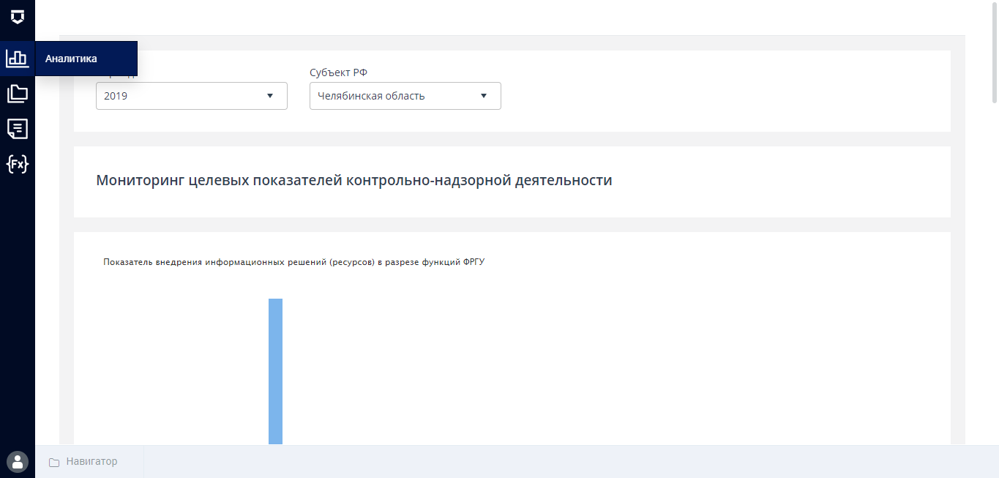 Аналитика
Субъект РФ
2019
Челябинская область
{Fx}
Мониторинг целевых показателей контрольно-надзорной деятельности
Показатель внедрения информационных решений (ресурсов) в разрезе функций ФРГУ
Навигатор